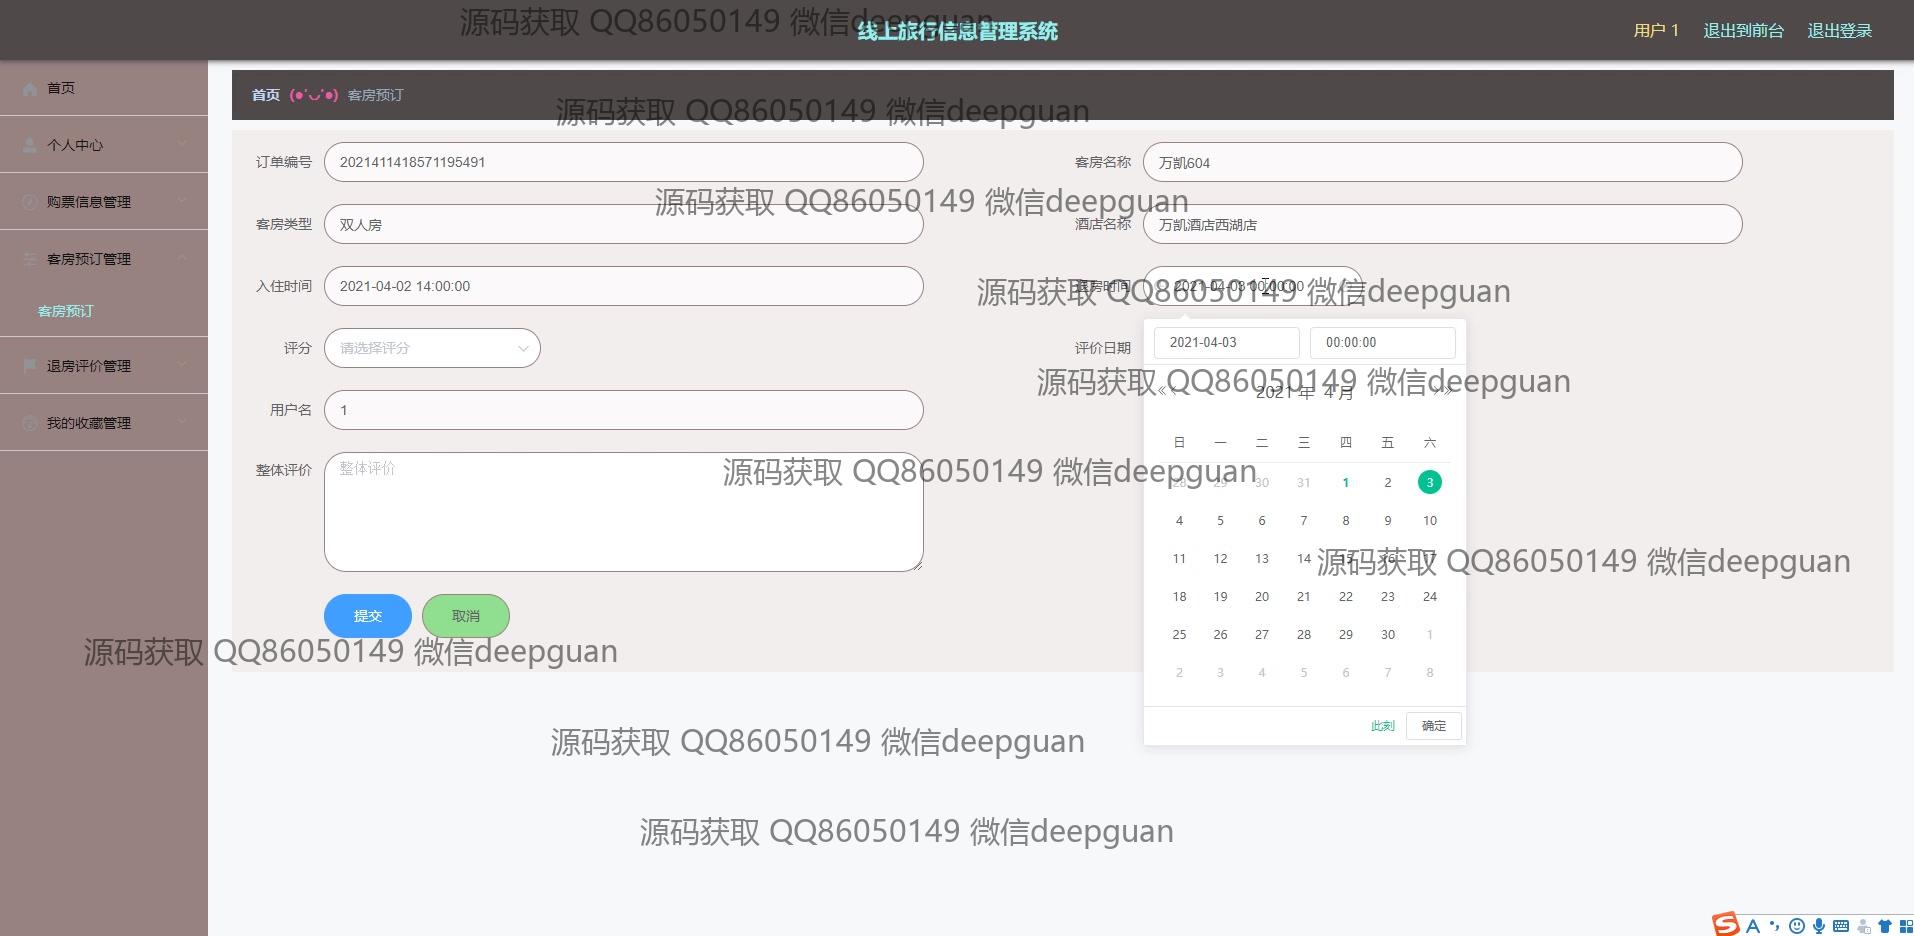 源码获取 QQ86050149 微信deepguan
线上旅行信息管理系统
用户 1 退出到前台 退出登录
首页
个人中心
购票信息管理
客房预订管理
客房预订
退房评价管理
我的收藏管理
首页 (●'◡'●) 客房预订
源码获取 QQ86050149 微信deepguan
订单编号 2021411418571195491
客房名称 万凯604
源码获取 QQ86050149 微信deepguan
客房类型 双人房
酒店名称 万凯酒店西湖店
入住时间 2021-04-02 14:00:00
退房时间 2021-04-03 00:00:00
源码获取 QQ86050149 微信deepguan
评分 请选择评分
评价日期
2021-04-03 00:00:00
源码获取 QQ86050149 微信deepguan
2021 年 4 月
用户名 1
日 一 二 三 四 五 六
整体评价 整体评价
源码获取 QQ86050149 微信deepguan
28 29 30 31 1 2 3
4 5 6 7 8 9 10
11 12 13 14 15 16 17
源码获取 QQ86050149 微信deepguan
18 19 20 21 22 23 24
25 26 27 28 29 30 1
2 3 4 5 6 7 8
提交 取消
源码获取 QQ86050149 微信deepguan
此刻 确定
源码获取 QQ86050149 微信deepguan
源码获取 QQ86050149 微信deepguan
S A